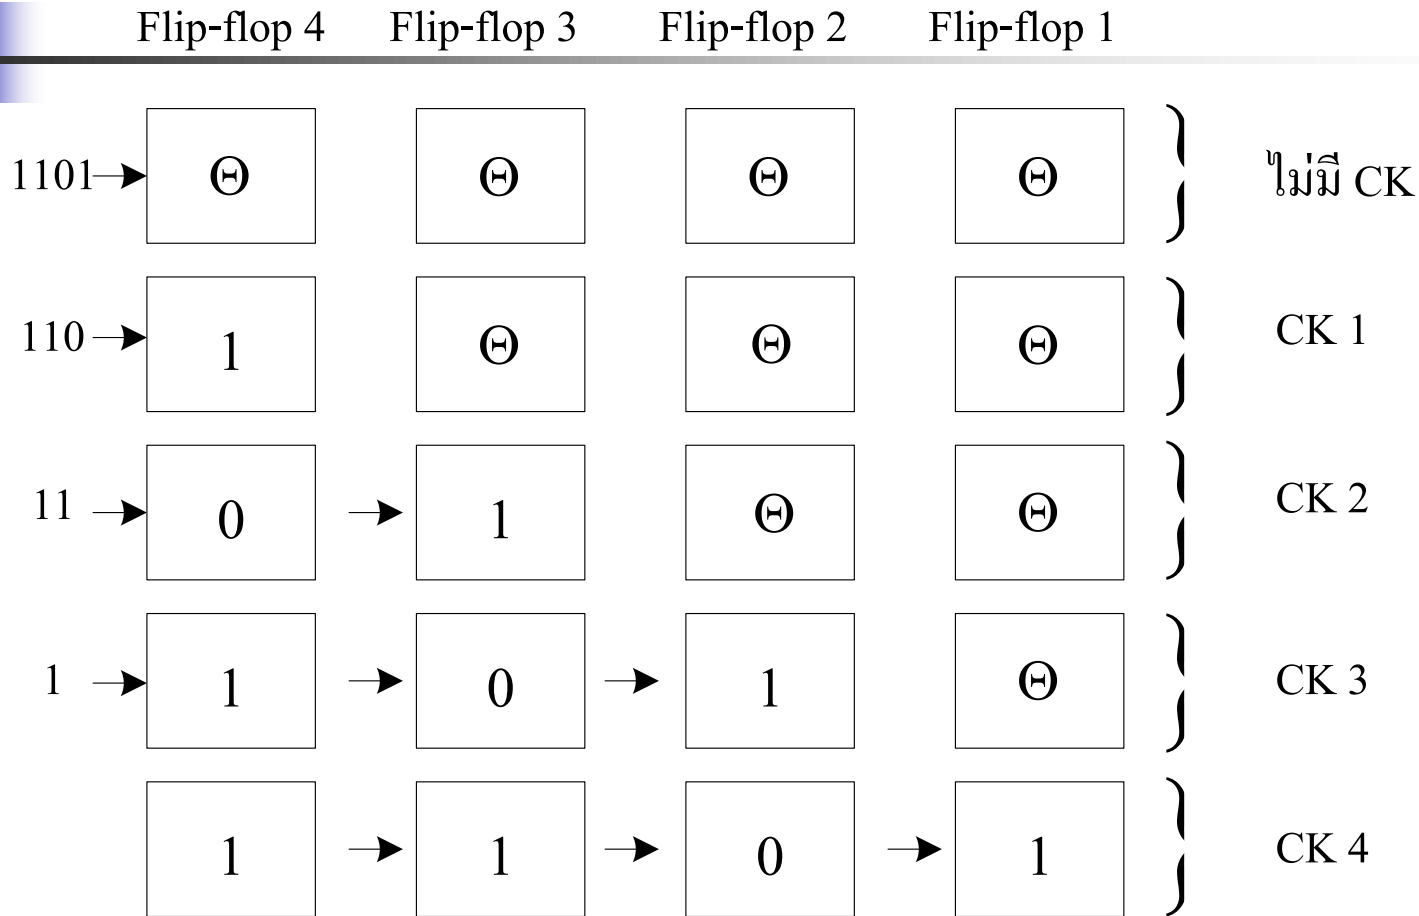 Flip-flop 4 Flip-flop 3 Flip-flop 2 Flip-flop 1
1101 Θ Θ Θ Θ ไม่มี CK
110 1 Θ Θ Θ CK 1
11 0 1 Θ Θ CK 2
1 1 0 1 Θ CK 3
1 1 0 1 CK 4